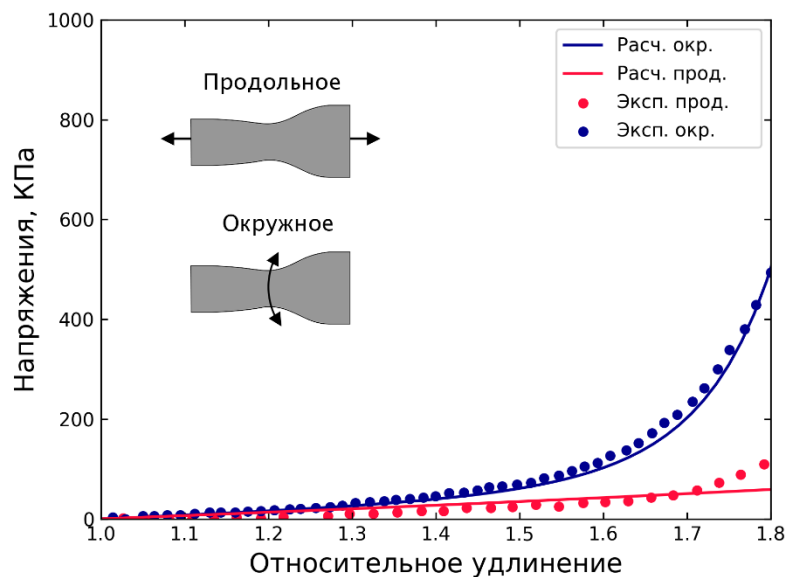 1000
800
600
400
200
0
Напряжения, КПа
Продольное
Окружное
Расч. окр.
Расч. прод.
Эксп. прод.
Эксп. окр.
1.0 1.1 1.2 1.3 1.4 1.5 1.6 1.7 1.8
Относительное удлинение